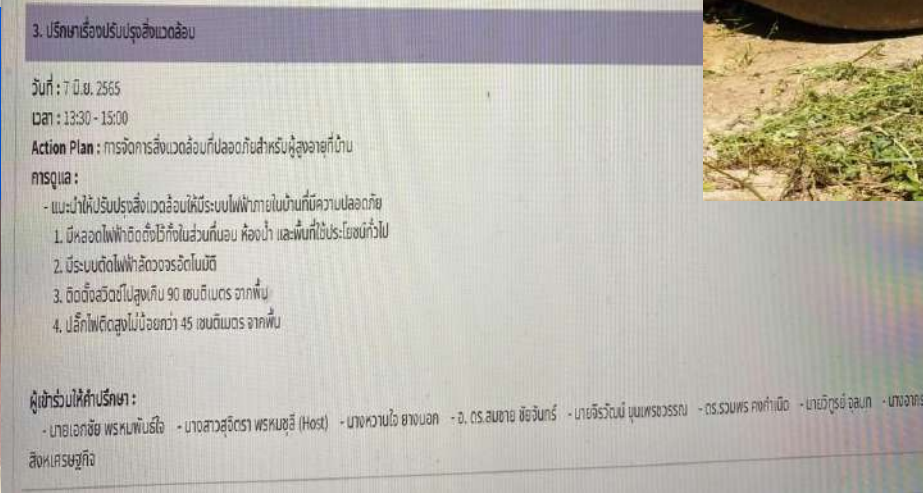 3. ปรึกษาเรื่องปรับปรุงสิ่งแวดล้อม
วันที่ : 7 มิ.ย. 2565
เวลา : 13:30 - 15:00
Action Plan : การจัดการสิ่งแวดล้อมที่ปลอดภัยสำหรับผู้สูงอายุที่บ้าน
การดูแล :
- แนะนำให้ปรับปรุงสิ่งแวดล้อมให้มีระบบไฟฟ้าภายในบ้านที่มีความปลอดภัย
1. มีหลอดไฟฟ้าติดตั้งไว้ทั้งในส่วนที่นอน ห้องน้ำ และพื้นที่ใช้ประโยชน์ทั่วไป
2. มีระบบตัดไฟฟ้าลัดวงจรอัตโนมัติ
3. ติดตั้งสวิตช์ไปสูงเกิน 90 เซนติเมตร จากพื้น
4. ปลั๊กไฟติดสูงไม่น้อยกว่า 45 เซนติเมตร จากพื้น
ผู้เข้าร่วมให้คำปรึกษา :
- นายเอกชัย พรหมพันธ์ใจ - นางสาวสุจิตรา พรหมชุลี (Host) - นางหวานใจ ยางนอก - อ. ดร.สมชาย ชัยจันทร์ - นายจิรวัฒน์ ขุนเพชรวรรณ - ดร.รวมพร คงกำเนิด - นายวิฑูรย์ จุลนท
สิงหเศรษฐกิจ